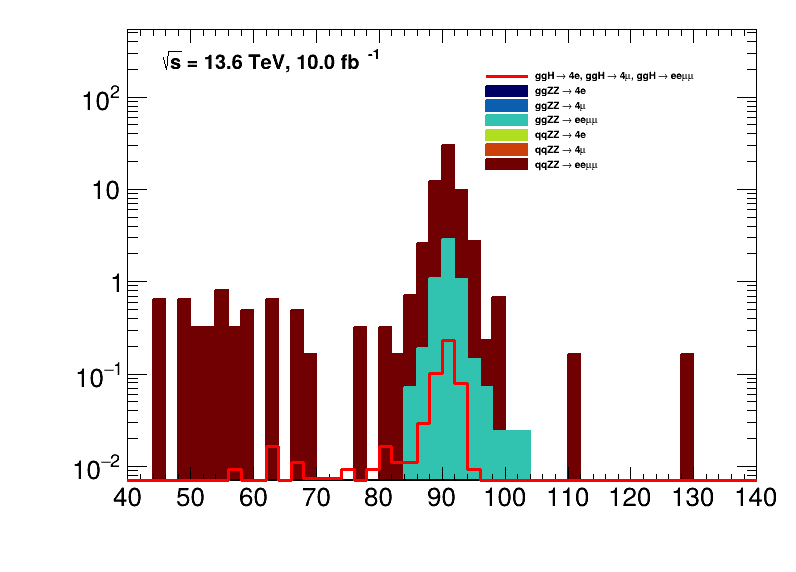 √s = 13.6 TeV, 10.0 fb⁻¹
ggH→4e, ggH→4μ, ggH→eeμμ
ggZZ→4e
ggZZ→4μ
ggZZ→eeμμ
qqZZ→4e
qqZZ→4μ
qqZZ→eeμμ
10²
10
1
10⁻¹
10⁻²
40 50 60 70 80 90 100 110 120 130 140